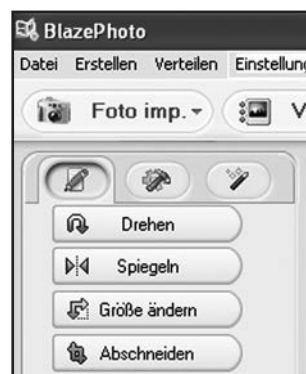 BlazePhoto
Datei Erstellen Verteilen Einstellung
Foto imp. V
Drehen
Spiegeln
Größe ändern
Abschneiden